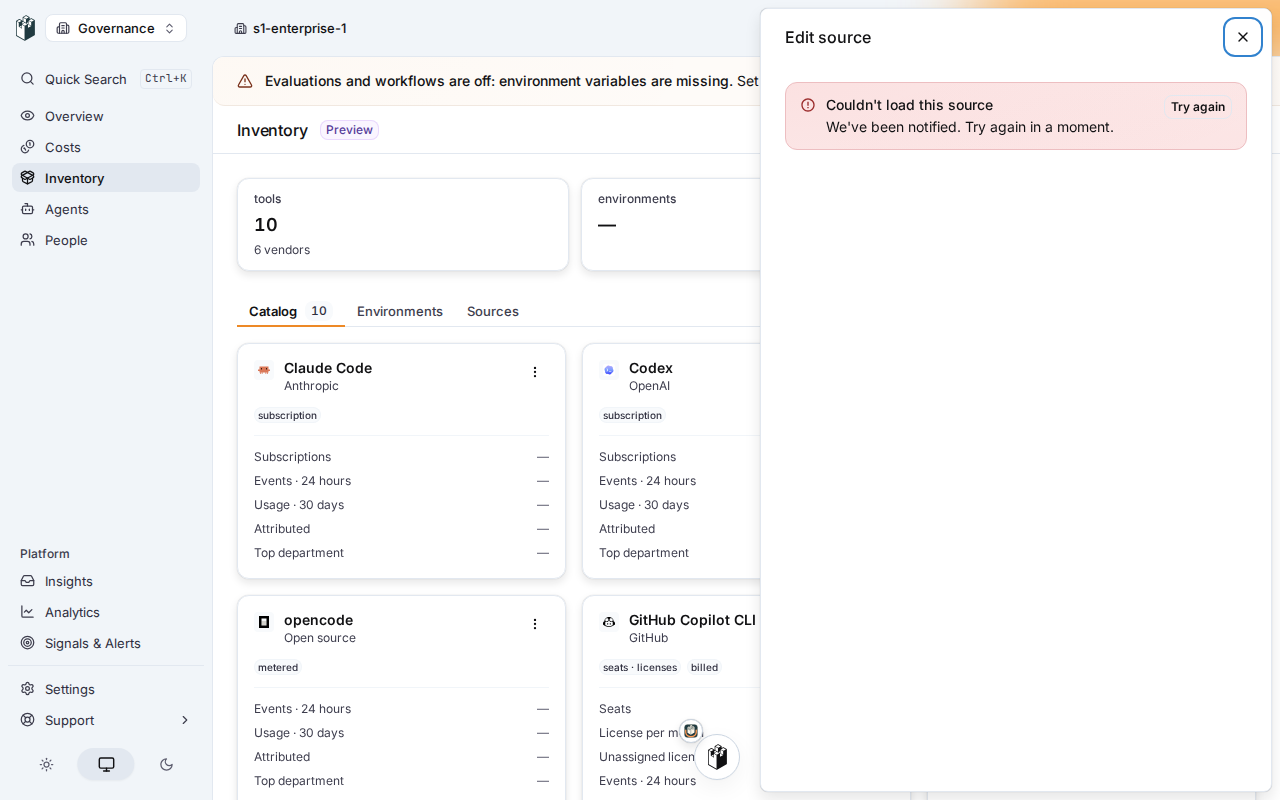 Governance
s1-enterprise-1
Quick Search
Ctrl+K
Overview
Costs
Inventory
Agents
People
Platform
Insights
Analytics
Signals & Alerts
Settings
Support
Evaluations and workflows are off: environment variables are missing. Set
Inventory
Preview
tools
10
6 vendors
environments
—
Catalog 10
Environments
Sources
Claude Code
Anthropic
subscription
Subscriptions —
Events · 24 hours —
Usage · 30 days —
Attributed —
Top department —
Codex
OpenAI
subscription
Subscriptions
Events · 24 hours
Usage · 30 days
Attributed
Top department
opencode
Open source
metered
Events · 24 hours —
Usage · 30 days —
Attributed —
Top department —
GitHub Copilot CLI
GitHub
seats · licenses billed
Seats
License per
Unassigned
Events · 24 hours
Edit source
Couldn't load this source
We've been notified. Try again in a moment.
Try again